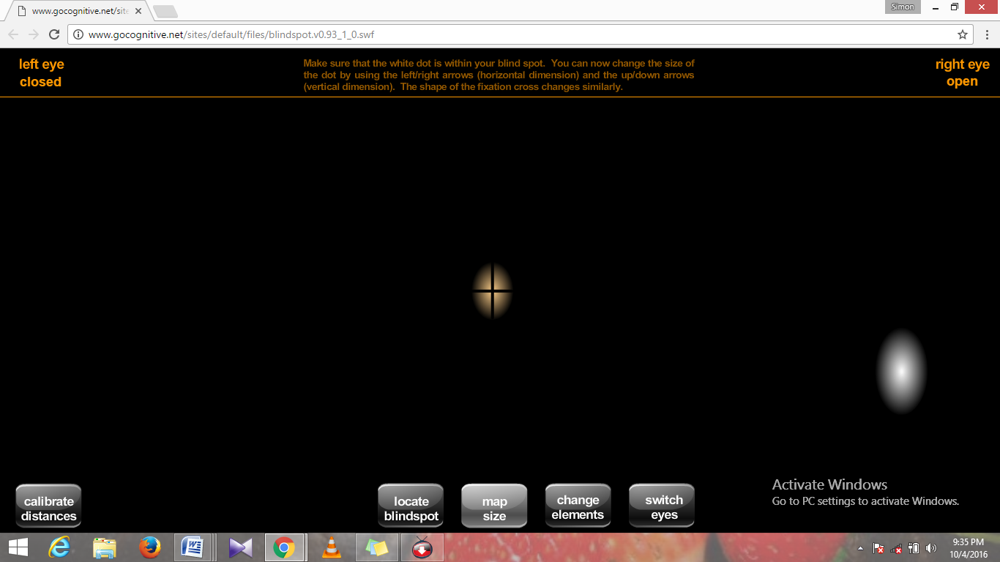 www.gocognitive.net/site
Simon
www.gocognitive.net/sites/default/files/blindspot.v0.93_1_0.swf
left eye
closed
Make sure that the white dot is within your blind spot. You can now change the size of
the dot by using the left/right arrows (horizontal dimension) and the up/down arrows
(vertical dimension). The shape of the fixation cross changes similarly.
right eye
open
calibrate
distances
locate
blindspot
map
size
change
elements
switch
eyes
Activate Windows
Go to PC settings to activate Windows.
9:35 PM
10/4/2016